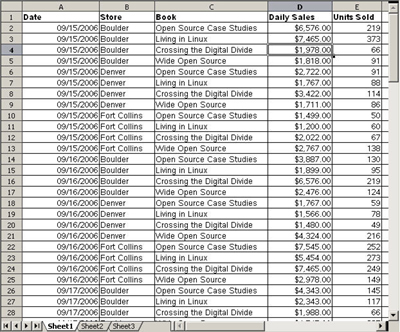 A B C D E
1 Date Store Book Daily Sales Units Sold
2 09/15/2006 Boulder Open Source Case Studies $6,576.00 219
3 09/15/2006 Boulder Living in Linux $7,465.00 373
4 09/15/2006 Boulder Crossing the Digital Divide $1,978.00 66
5 09/15/2006 Boulder Wide Open Source $1,818.00 91
6 09/15/2006 Denver Open Source Case Studies $2,722.00 91
7 09/15/2006 Denver Living in Linux $1,767.00 88
8 09/15/2006 Denver Crossing the Digital Divide $3,422.00 114
9 09/15/2006 Denver Wide Open Source $1,711.00 86
10 09/15/2006 Fort Collins Open Source Case Studies $1,499.00 50
11 09/15/2006 Fort Collins Living in Linux $1,200.00 60
12 09/15/2006 Fort Collins Crossing the Digital Divide $2,022.00 67
13 09/15/2006 Fort Collins Wide Open Source $2,767.00 138
14 09/16/2006 Boulder Open Source Case Studies $3,887.00 130
15 09/16/2006 Boulder Living in Linux $1,899.00 95
16 09/16/2006 Boulder Crossing the Digital Divide $6,576.00 219
17 09/16/2006 Boulder Wide Open Source $2,476.00 124
18 09/16/2006 Denver Open Source Case Studies $1,767.00 59
19 09/16/2006 Denver Living in Linux $1,566.00 78
20 09/16/2006 Denver Crossing the Digital Divide $1,480.00 49
21 09/16/2006 Denver Wide Open Source $4,324.00 216
22 09/16/2006 Fort Collins Open Source Case Studies $7,545.00 252
23 09/16/2006 Fort Collins Living in Linux $5,454.00 273
24 09/16/2006 Fort Collins Crossing the Digital Divide $7,465.00 249
25 09/16/2006 Fort Collins Wide Open Source $2,978.00 149
26 09/17/2006 Boulder Open Source Case Studies $4,343.00 145
27 09/17/2006 Boulder Living in Linux $2,343.00 117
28 09/17/2006 Boulder Crossing the Digital Divide $1,988.00 66
Sheet1 Sheet2 Sheet3